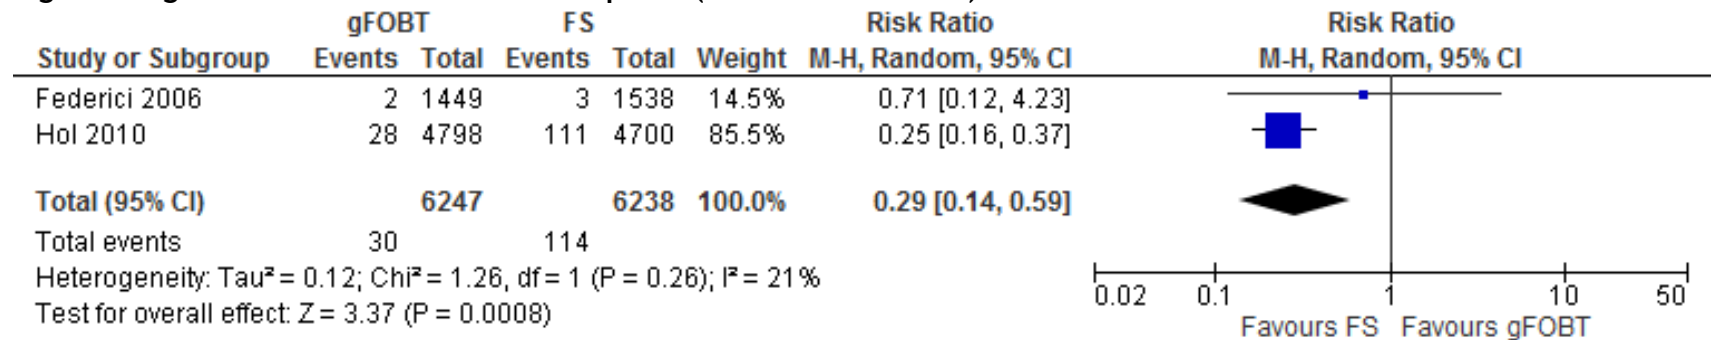 gFOBT FS Risk Ratio Risk Ratio
Study or Subgroup Events Total Events Total Weight M-H, Random, 95% CI M-H, Random, 95% CI
Federici 2006 2 1449 3 1538 14.5% 0.71 [0.12, 4.23]
Hol 2010 28 4798 111 4700 85.5% 0.25 [0.16, 0.37]
Total (95% CI) 6247 6238 100.0% 0.29 [0.14, 0.59]
Total events 30 114
Heterogeneity: Tau² = 0.12; Chi² = 1.26, df = 1 (P = 0.26); I² = 21%
Test for overall effect: Z = 3.37 (P = 0.0008)
0.02 0.1 1 10 50
Favours FS Favours gFOBT